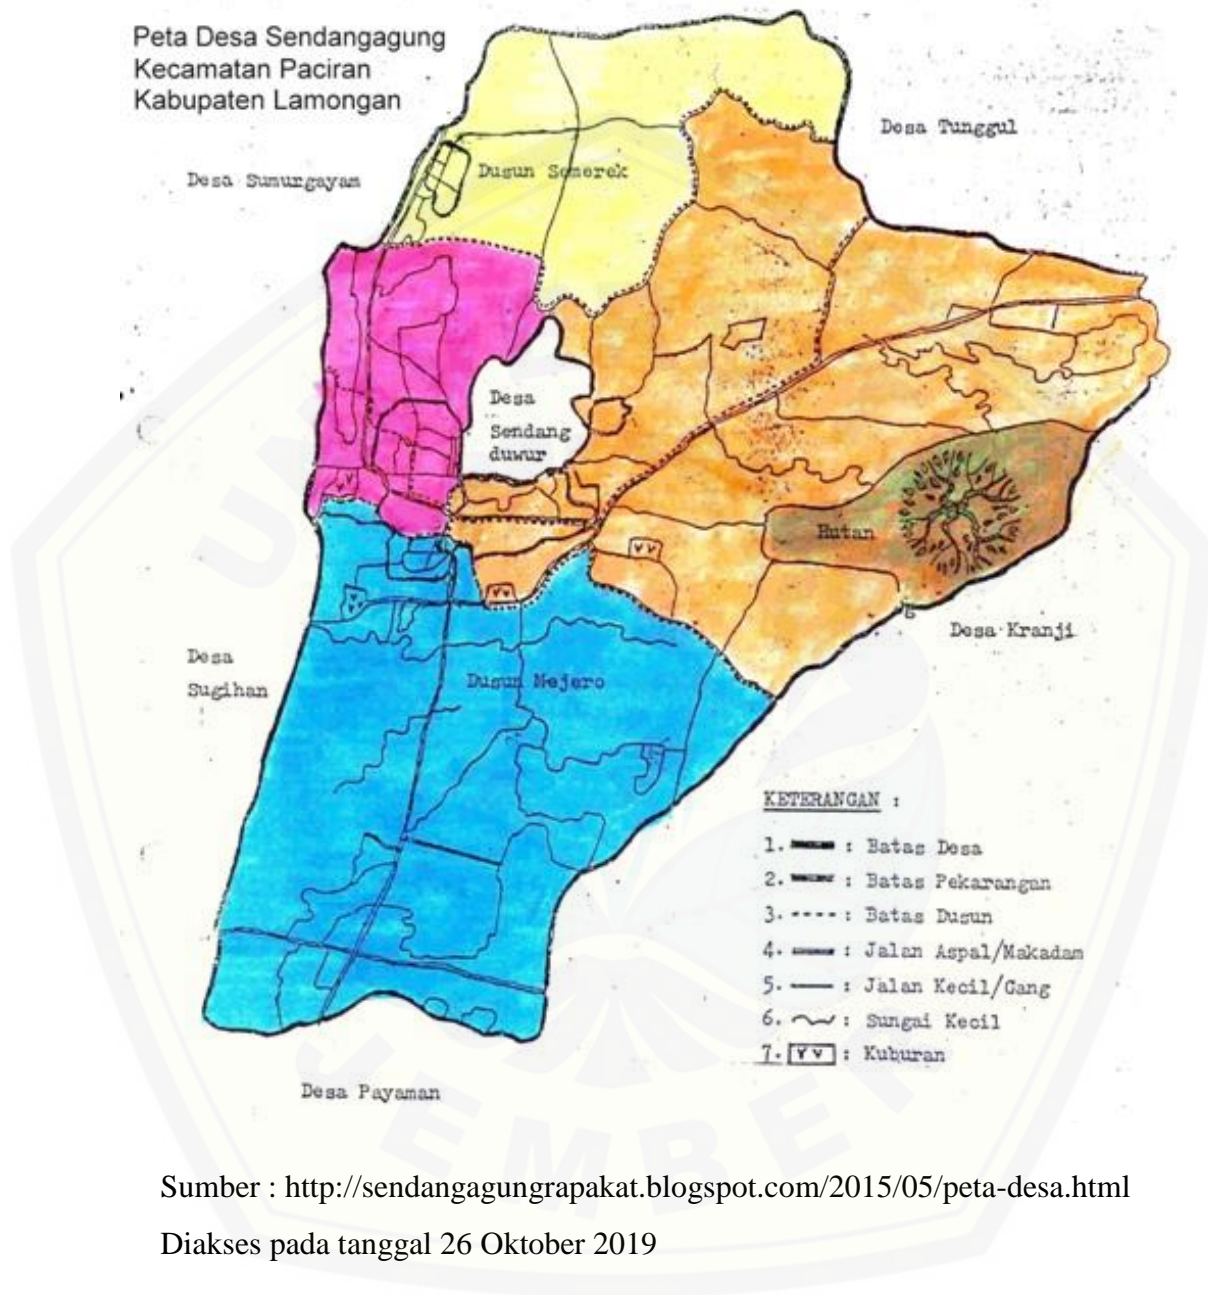 Peta Desa Sendangagung
Kecamatan Paciran
Kabupaten Lamongan
Desa Tunggul
Desa Sumurgayam
Dusun Semerek
Desa
Sendang
duwur
Hutan
Desa Kranji
Desa
Sugihan
Dusun Mejero
KETERANGAN :
1. : Batas Desa
2. : Batas Pekarangan
3. ---- : Batas Dusun
4. : Jalan Aspal/Makadam
5. : Jalan Kecil/Gang
6. : Sungai Kecil
7. : Kuburan
Desa Payaman
JEMBER
Sumber : http://sendangagungrapakat.blogspot.com/2015/05/peta-desa.html
Diakses pada tanggal 26 Oktober 2019